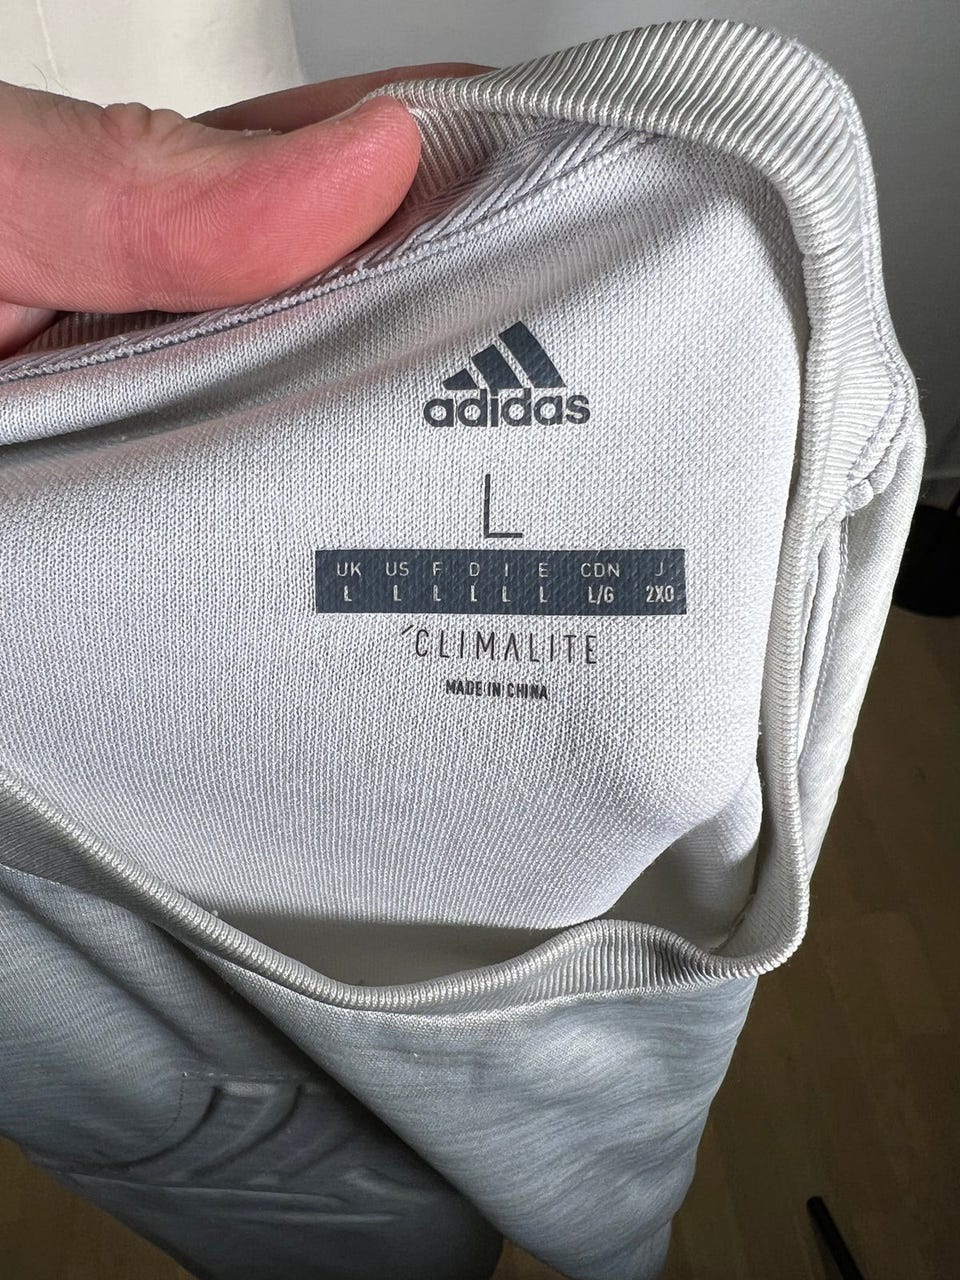 adidas
L
UK US F D I E CDN J
L L L L L L L/G 2XO
CLIMALITE
MADE IN CHINA